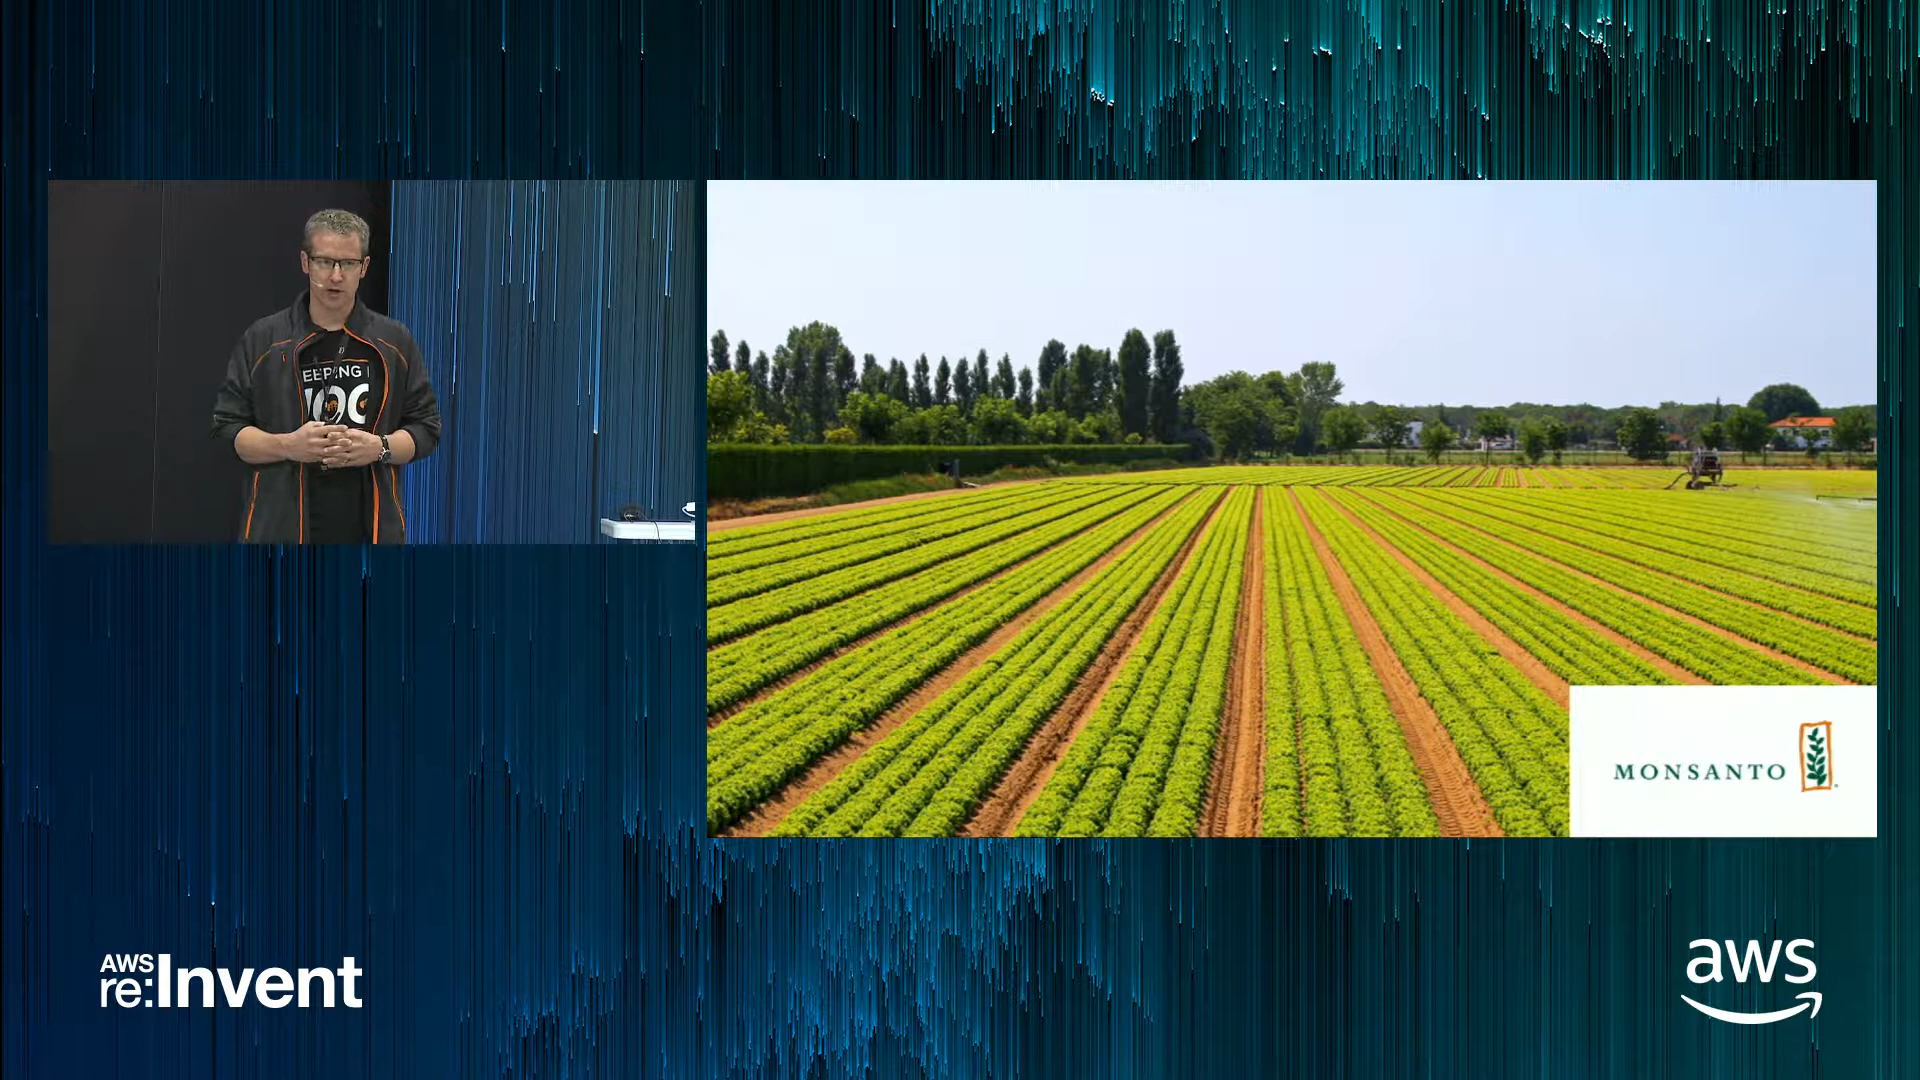 EEPING
MONSANTO
AWS
re:Invent
aws